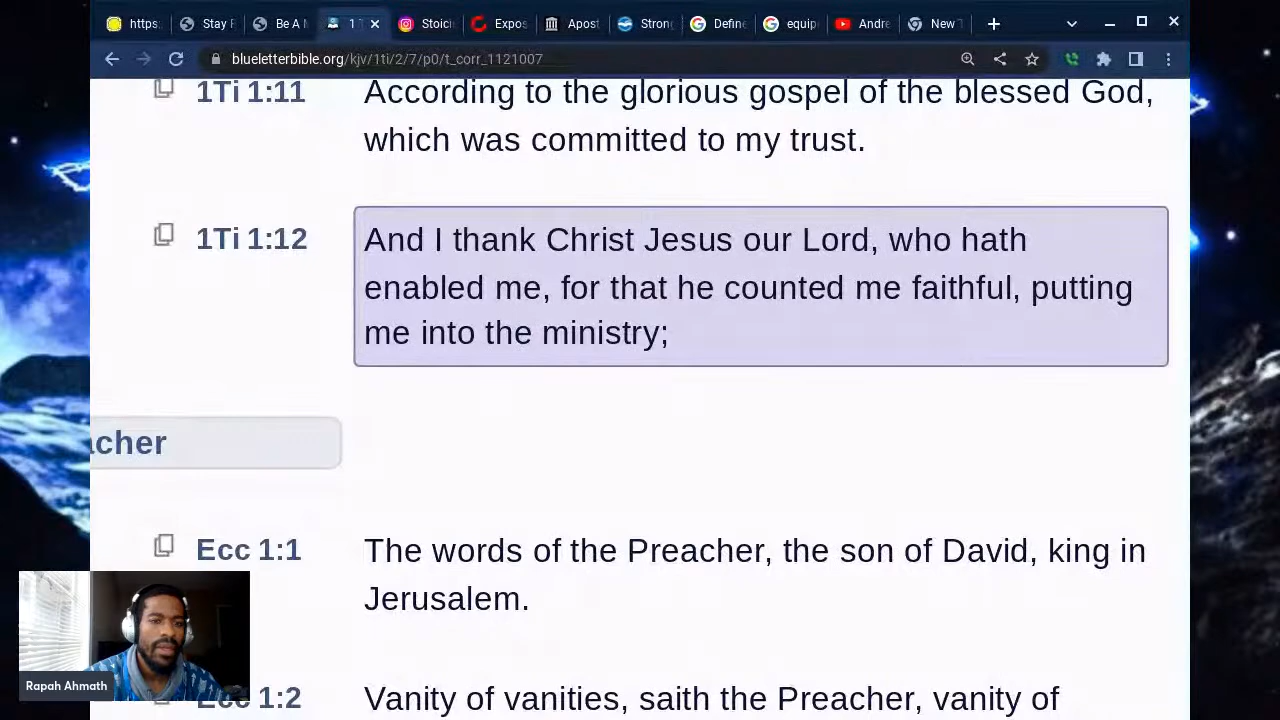 https:
Stay F
Be A M
1 T
Stoici
Expos
Apost
Strong
Define
equip
Andre
New T
blueletterbible.org/kjv/1ti/2/7/p0/t_corr_1121007
1Ti 1:11 According to the glorious gospel of the blessed God,
which was committed to my trust.
1Ti 1:12 And I thank Christ Jesus our Lord, who hath
enabled me, for that he counted me faithful, putting
me into the ministry;
acher
Ecc 1:1 The words of the Preacher, the son of David, king in
Jerusalem.
Ecc 1:2 Vanity of vanities, saith the Preacher, vanity of
Rapah Ahmath